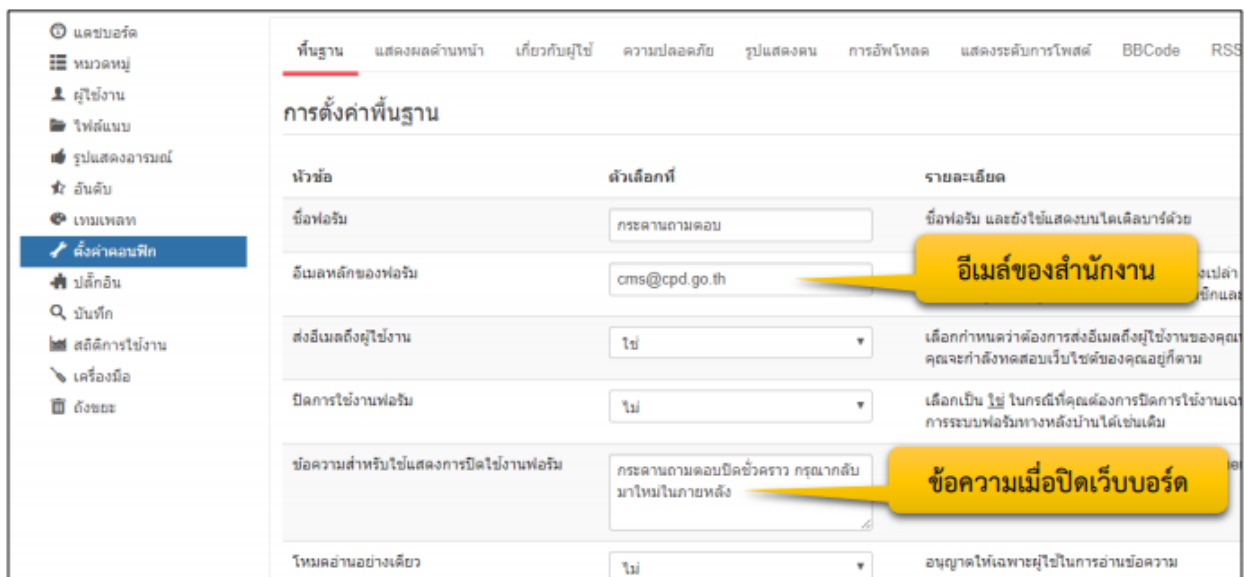 แดชบอร์ด
หมวดหมู่
ผู้ใช้งาน
ไฟล์แนบ
รูปแสดงอารมณ์
อันดับ
เทมเพลท
ตั้งค่าคอนฟิก
ปลั๊กอิน
บันทึก
สถิติการใช้งาน
เครื่องมือ
ถังขยะ
พื้นฐาน แสดงผลด้านหน้า เกี่ยวกับผู้ใช้ ความปลอดภัย รูปแสดงตน การอัพโหลด แสดงระดับการโพสต์ BBCode RSS
การตั้งค่าพื้นฐาน
หัวข้อ ตัวเลือกที่ รายละเอียด
ชื่อฟอรัม กระดานถามตอบ ชื่อฟอรัม และยังใช้แสดงบนไตเติลบาร์ด้วย
อีเมลหลักของฟอรัม cms@cpd.go.th อีเมล์ของสำนักงาน
ส่งอีเมลถึงผู้ใช้งาน ใช่ เลือกกำหนดว่าต้องการส่งอีเมลถึงผู้ใช้งานของคุณ
คุณจะกำลังทดสอบเว็บไซต์ของคุณอยู่ก็ตาม
ปิดการใช้งานฟอรัม ไม่ เลือกเป็น ใช่ ในกรณีที่คุณต้องการปิดการใช้งาน
การระบบฟอรัมทางหลังบ้านได้เช่นเดิม
ข้อความสำหรับใช้แสดงการปิดใช้งานฟอรัม กระดานถามตอบปิดชั่วคราว กรุณากลับ
มาใหม่ในภายหลัง ข้อความเมื่อปิดเว็บบอร์ด
โหมดอ่านอย่างเดียว ไม่ อนุญาตให้เฉพาะผู้ใช้ในการอ่านข้อความ